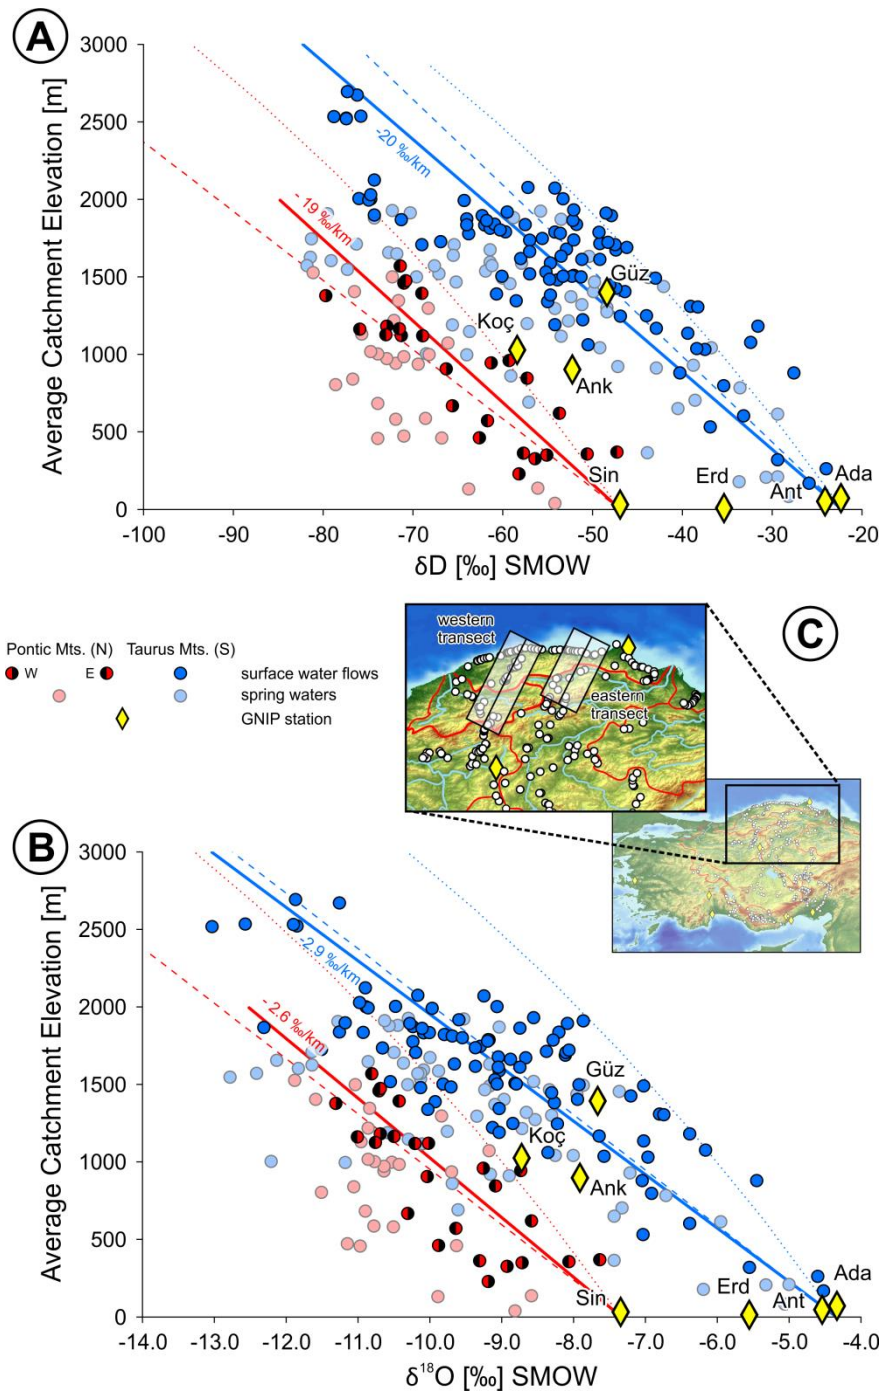 A
Average Catchment Elevation [m]
3000
2500
2000
1500
1000
500
0
-20 ‰/km
- 19 ‰/km
Güz
Koç
Ank
Sin
Erd
Ant
Ada
-100
-90
-80
-70
-60
-50
-40
-30
-20
δD [‰] SMOW
C
Pontic Mts. (N) Taurus Mts. (S)
W E surface water flows
spring waters
GNIP station
western
transect
eastern
transect
B
Average Catchment Elevation [m]
3000
2500
2000
1500
1000
500
0
-2.9 ‰/km
- 2.6 ‰/km
Güz
Koç
Ank
Sin
Erd
Ant
Ada
-14.0
-13.0
-12.0
-11.0
-10.0
-9.0
-8.0
-7.0
-6.0
-5.0
-4.0
δ¹⁸O [‰] SMOW